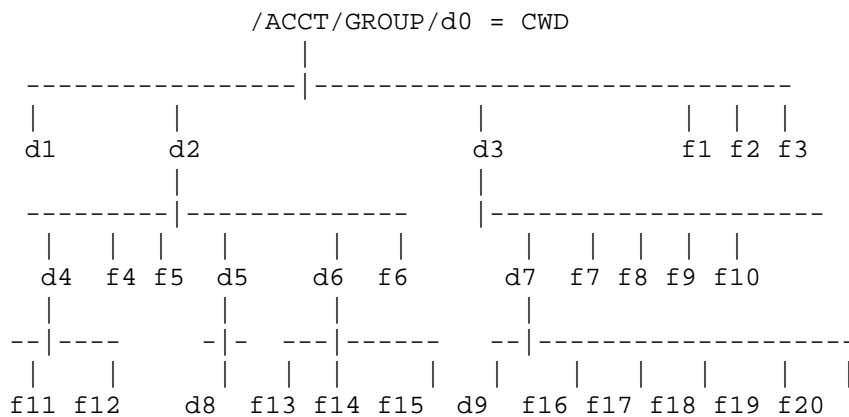 /ACCT/GROUP/d0 = CWD
d1 d2 d3 f1 f2 f3
d4 f4 f5 d5 d6 f6 d7 f7 f8 f9 f10
f11 f12 d8 f13 f14 f15 d9 f16 f17 f18 f19 f20